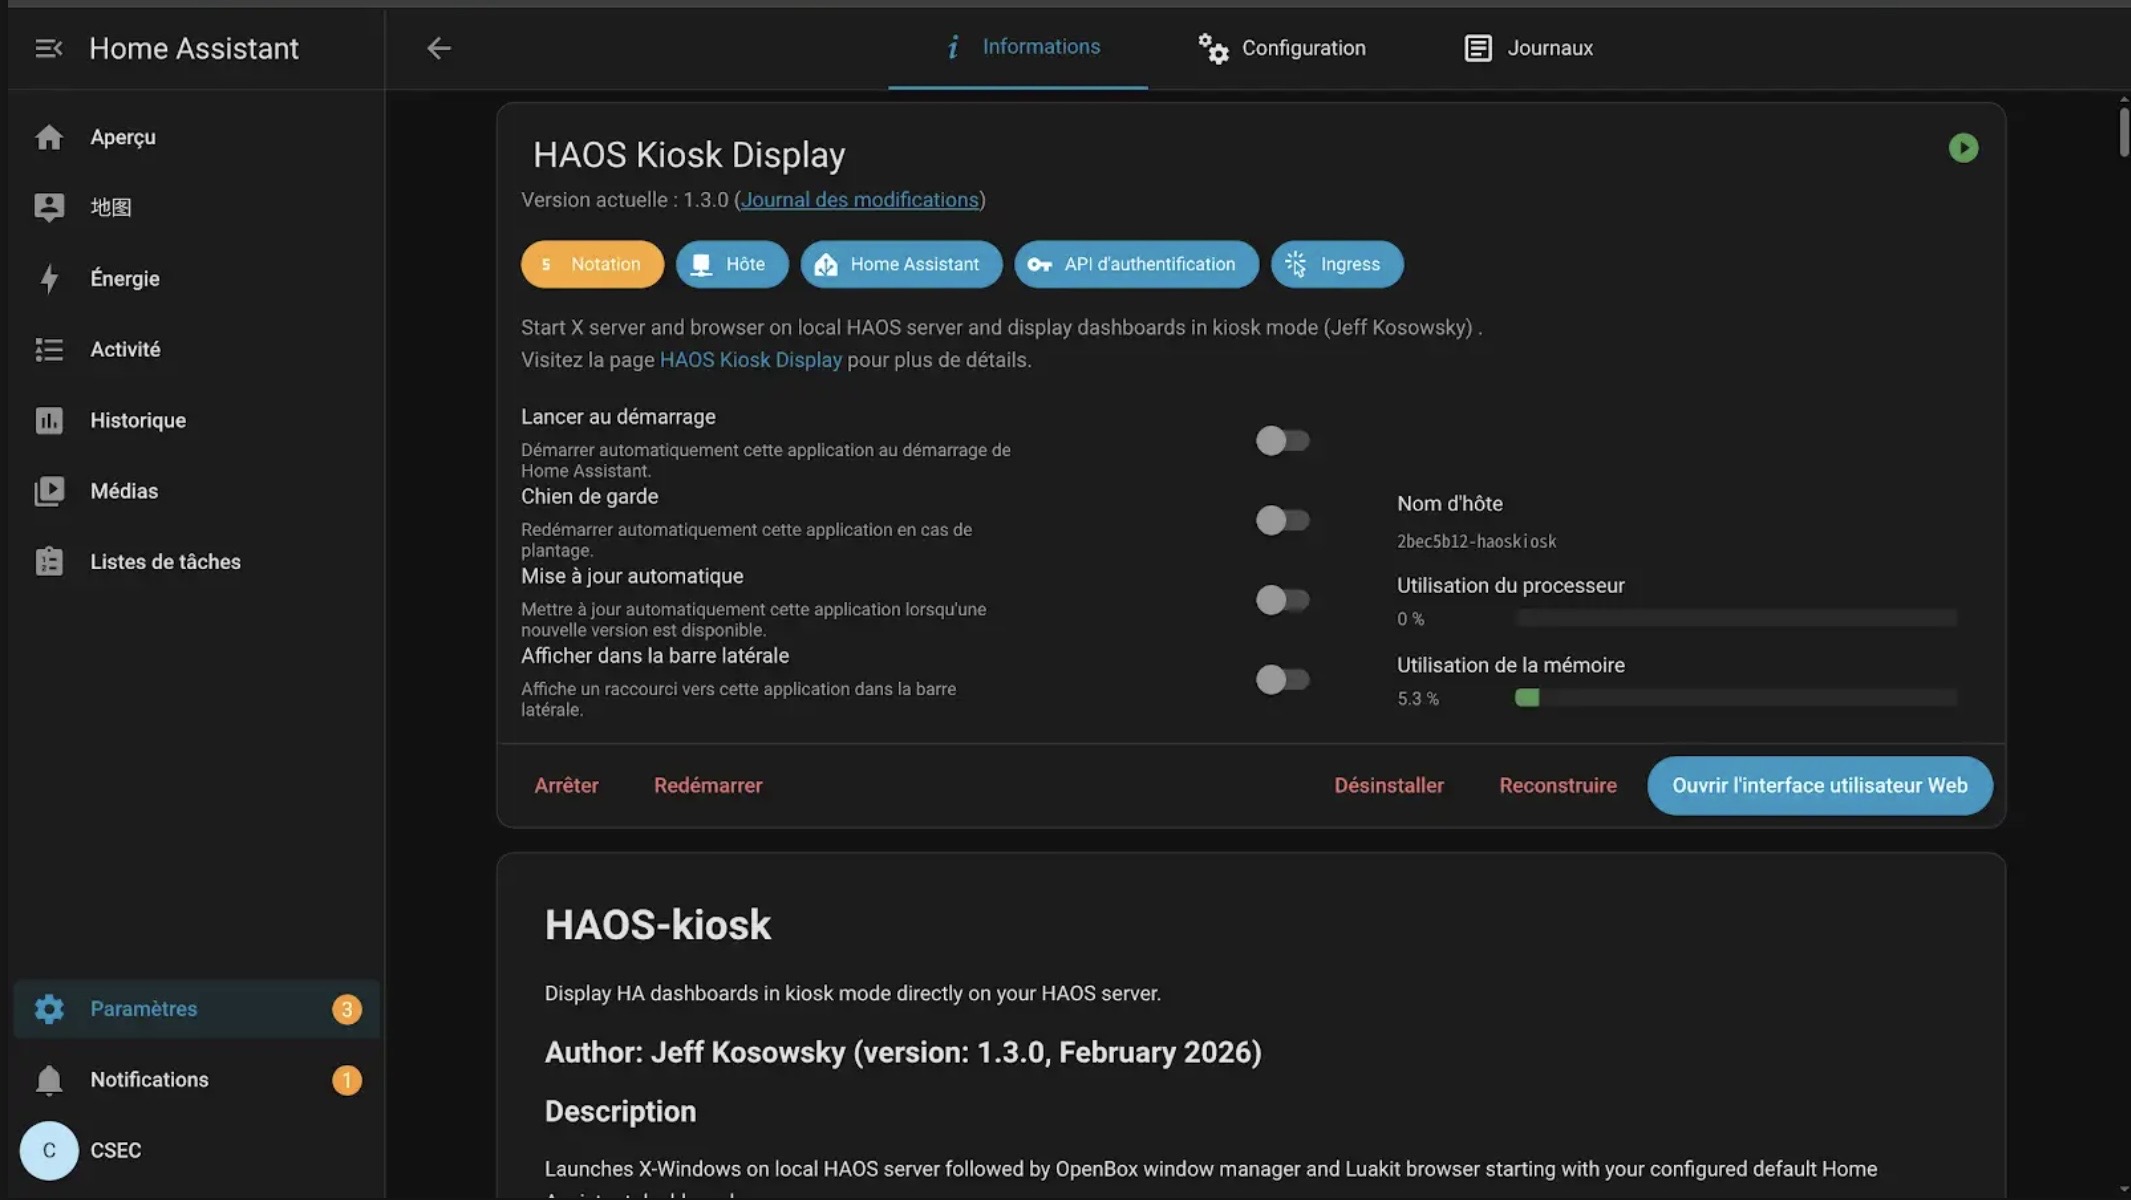 Home Assistant
Aperçu
地图
Énergie
Activité
Historique
Médias
Listes de tâches
Paramètres
3
Notifications
1
C
CSEC
Informations
Configuration
Journaux
HAOS Kiosk Display
Version actuelle : 1.3.0 (Journal des modifications)
5 Notation
Hôte
Home Assistant
API d'authentification
Ingress
Start X server and browser on local HAOS server and display dashboards in kiosk mode (Jeff Kosowsky) .
Visitez la page HAOS Kiosk Display pour plus de détails.
Lancer au démarrage
Démarrer automatiquement cette application au démarrage de
Home Assistant.
Chien de garde
Redémarrer automatiquement cette application en cas de
plantage.
Mise à jour automatique
Mettre à jour automatiquement cette application lorsqu'une
nouvelle version est disponible.
Afficher dans la barre latérale
Affiche un raccourci vers cette application dans la barre
latérale.
Nom d'hôte
2bec5b12-haoskiosk
Utilisation du processeur
0 %
Utilisation de la mémoire
5.3 %
Arrêter
Redémarrer
Désinstaller
Reconstruire
Ouvrir l'interface utilisateur Web
HAOS-kiosk
Display HA dashboards in kiosk mode directly on your HAOS server.
Author: Jeff Kosowsky (version: 1.3.0, February 2026)
Description
Launches X-Windows on local HAOS server followed by OpenBox window manager and Luakit browser starting with your configured default Home